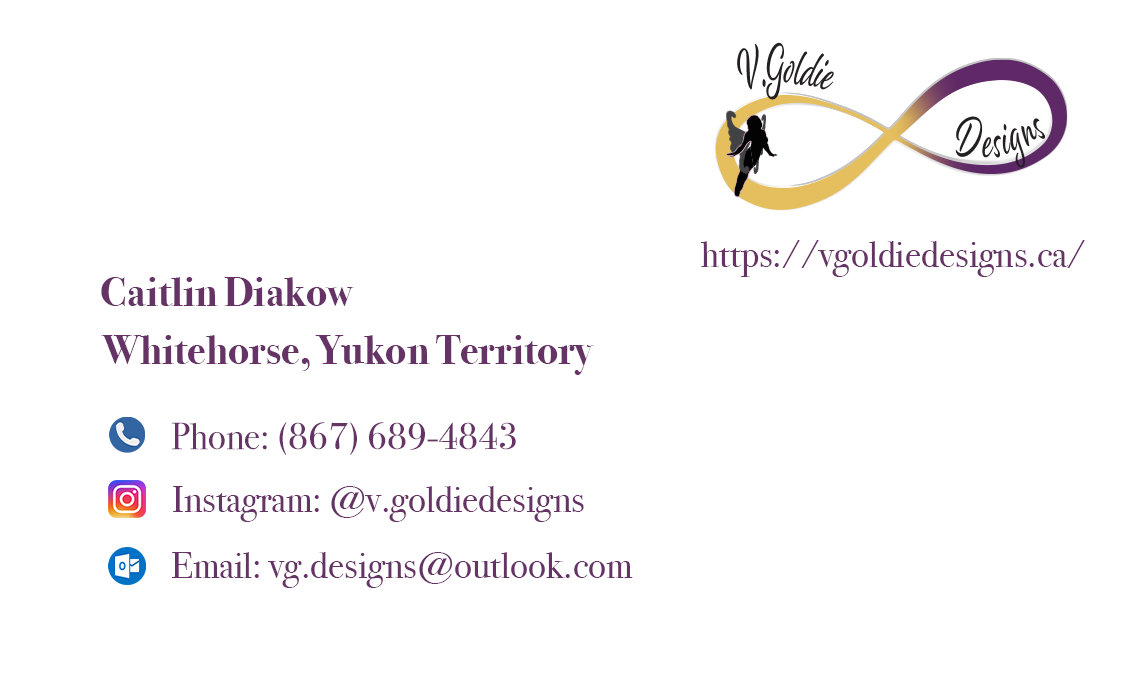 V.Goldie
Designs
https://vgoldiedesigns.ca/
Caitlin Diakow
Whitehorse, Yukon Territory
Phone: (867) 689-4843
Instagram: @v.goldiedesigns
Email: vg.designs@outlook.com